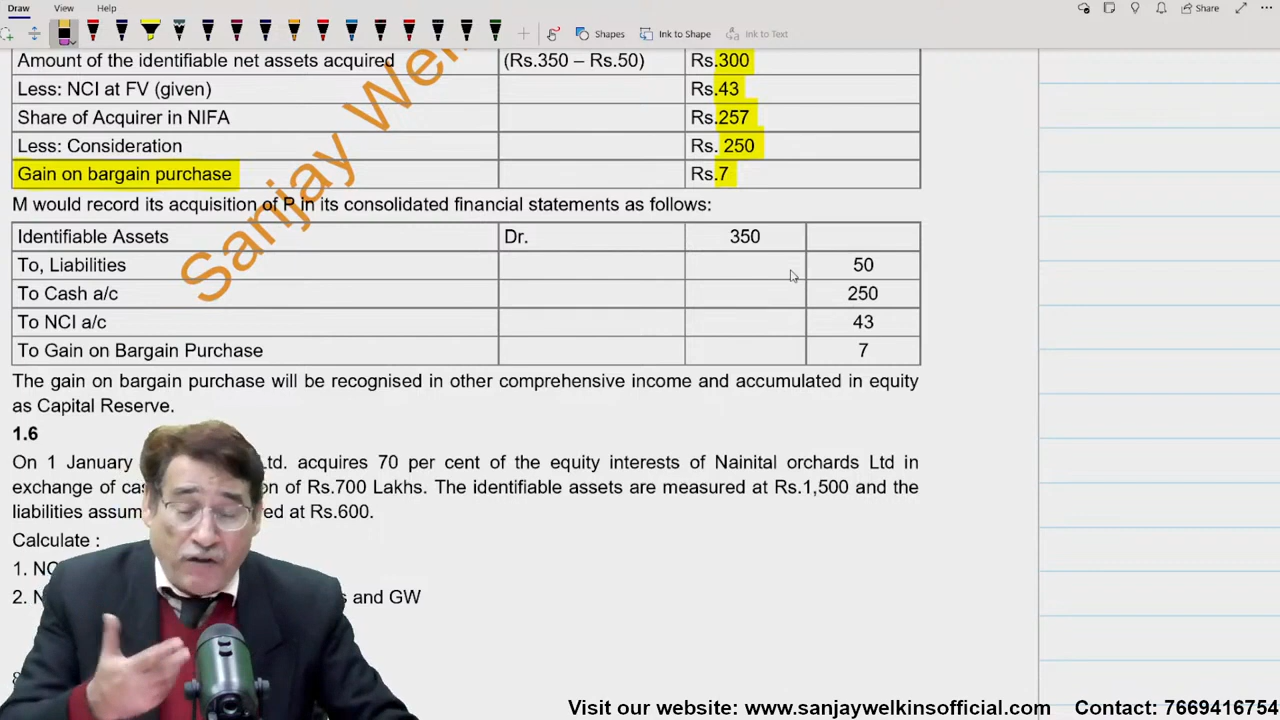 Draw View Help Share
Shapes Ink to Shape Ink to Text
Amount of the identifiable net assets acquired (Rs.350 – Rs.50) Rs.300
Less: NCI at FV (given) Rs.43
Share of Acquirer in NIFA Rs.257
Less: Consideration Rs. 250
Gain on bargain purchase Rs.7
Sanjay Wel
M would record its acquisition of P in its consolidated financial statements as follows:
Identifiable Assets Dr. 350
To, Liabilities 50
To Cash a/c 250
To NCI a/c 43
To Gain on Bargain Purchase 7
The gain on bargain purchase will be recognised in other comprehensive income and accumulated in equity
as Capital Reserve.
1.6
On 1 January Ltd. acquires 70 per cent of the equity interests of Nainital orchards Ltd in
exchange of on of Rs.700 Lakhs. The identifiable assets are measured at Rs.1,500 and the
liabilities at Rs.600.
Calculate :
1.
2. and GW
Visit our website: www.sanjaywelkinsofficial.com Contact: 7669416754